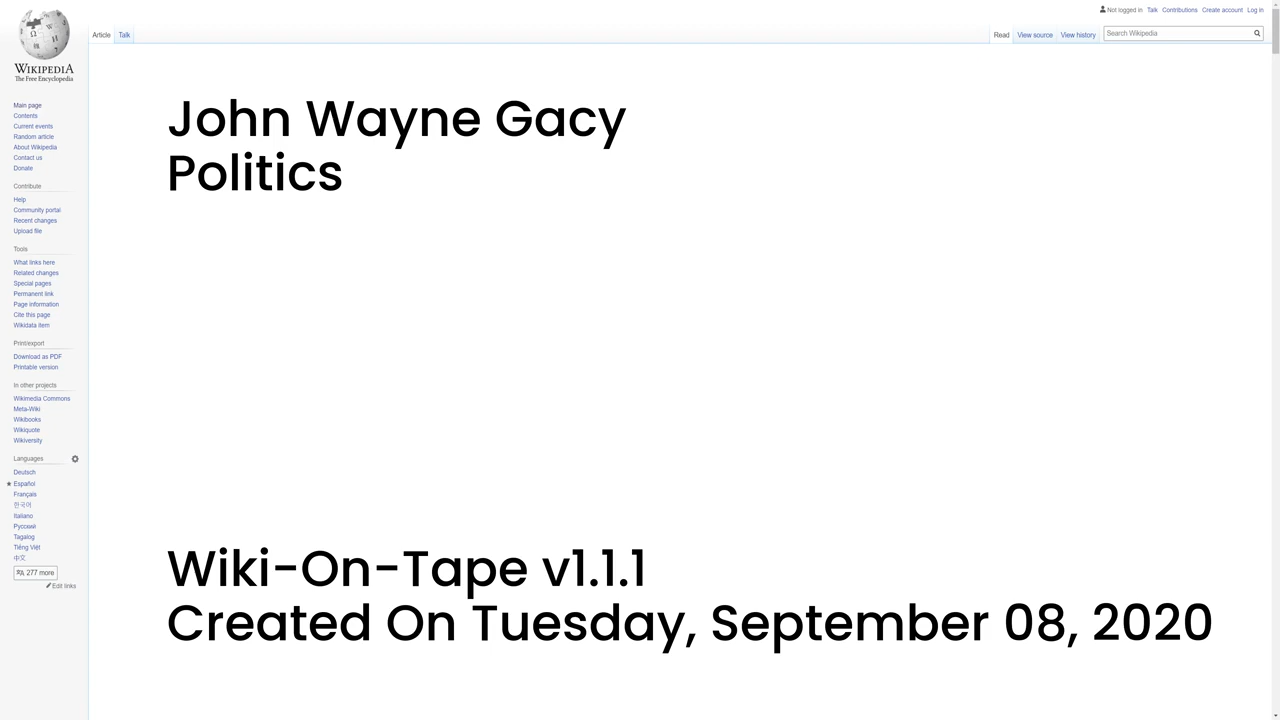 Not logged in Talk Contributions Create account Log in
WIKIPEDIA
The Free Encyclopedia
Article Talk Read View source View history Search Wikipedia
Main page
Contents
Current events
Random article
About Wikipedia
Contact us
Donate
Contribute
Help
Community portal
Recent changes
Upload file
Tools
What links here
Related changes
Special pages
Permanent link
Page information
Cite this page
Wikidata item
Print/export
Download as PDF
Printable version
In other projects
Wikimedia Commons
Meta-Wiki
Wikibooks
Wikiquote
Wikiversity
Languages
Deutsch
Español
Français
한국어
Italiano
Русский
Tagalog
Tiếng Việt
中文
277 more
Edit links
John Wayne Gacy
Politics
Wiki-On-Tape v1.1.1
Created On Tuesday, September 08, 2020